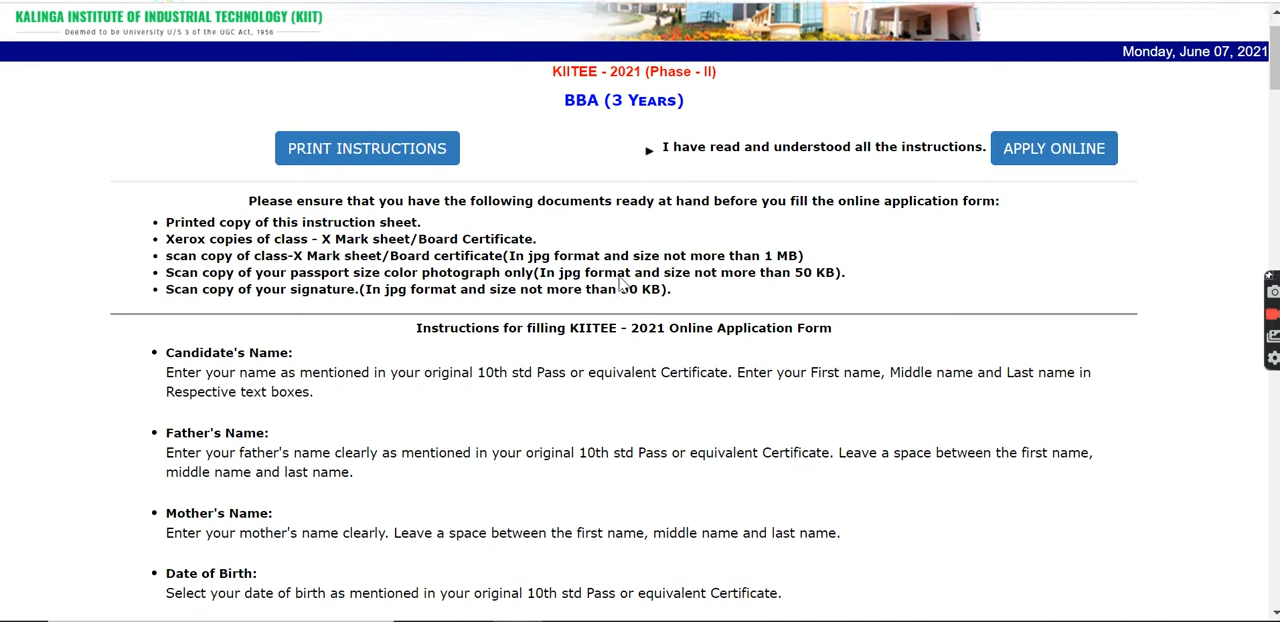 KALINGA INSTITUTE OF INDUSTRIAL TECHNOLOGY (KIIT)
Deemed to be University U/S 3 of the UGC Act, 1956
Monday, June 07, 2021
KIITEE - 2021 (Phase - II)
BBA (3 YEARS)
PRINT INSTRUCTIONS
I have read and understood all the instructions. APPLY ONLINE
Please ensure that you have the following documents ready at hand before you fill the online application form:
• Printed copy of this instruction sheet.
• Xerox copies of class - X Mark sheet/Board Certificate.
• scan copy of class-X Mark sheet/Board certificate(In jpg format and size not more than 1 MB)
• Scan copy of your passport size color photograph only(In jpg format and size not more than 50 KB).
• Scan copy of your signature.(In jpg format and size not more than KB).
Instructions for filling KIITEE - 2021 Online Application Form
• Candidate's Name:
Enter your name as mentioned in your original 10th std Pass or equivalent Certificate. Enter your First name, Middle name and Last name in
Respective text boxes.
• Father's Name:
Enter your father's name clearly as mentioned in your original 10th std Pass or equivalent Certificate. Leave a space between the first name,
middle name and last name.
• Mother's Name:
Enter your mother's name clearly. Leave a space between the first name, middle name and last name.
• Date of Birth:
Select your date of birth as mentioned in your original 10th std Pass or equivalent Certificate.